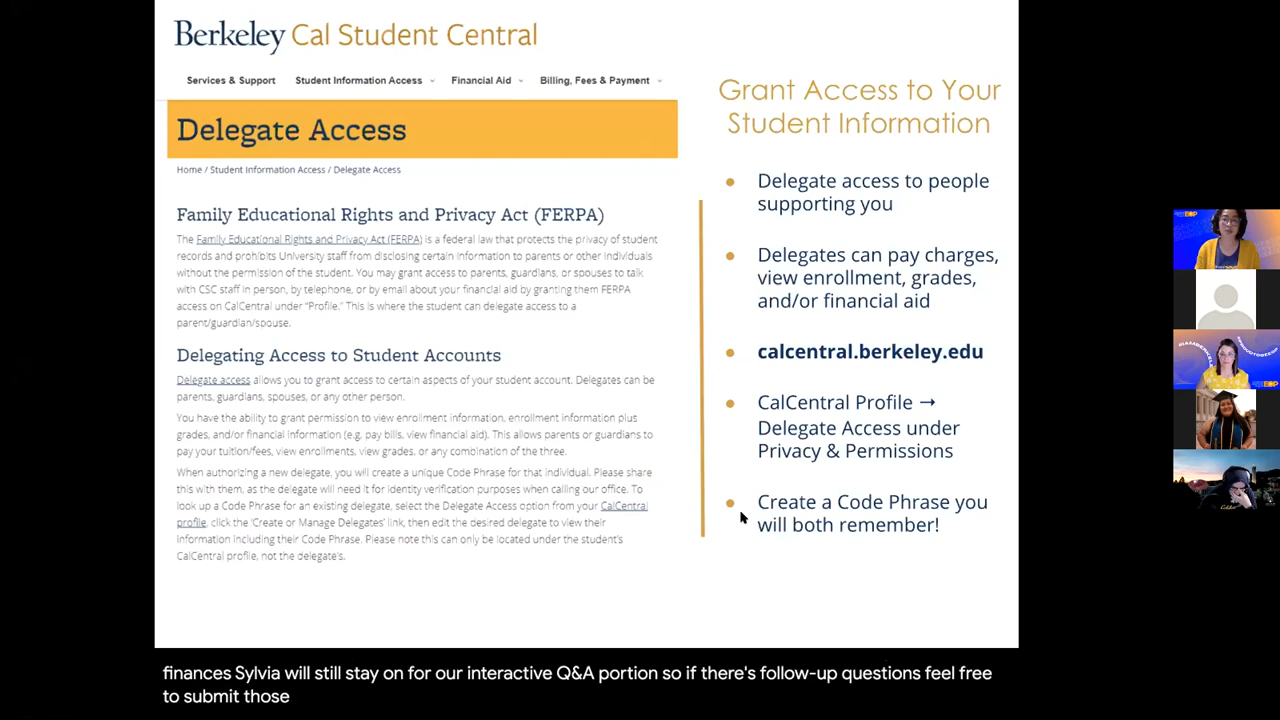 Berkeley Cal Student Central
Services & Support Student Information Access Financial Aid Billing, Fees & Payment
Delegate Access
Home / Student Information Access / Delegate Access
Family Educational Rights and Privacy Act (FERPA)
The Family Educational Rights and Privacy Act (FERPA) is a federal law that protects the privacy of student
records and prohibits University staff from disclosing certain information to parents or other individuals
without the permission of the student. You may grant access to parents, guardians, or spouses to talk
with CSC staff in person, by telephone, or by email about your financial aid by granting them FERPA
access on CalCentral under "Profile." This is where the student can delegate access to a
parent/guardian/spouse.
Delegating Access to Student Accounts
Delegate access allows you to grant access to certain aspects of your student account. Delegates can be
parents, guardians, spouses, or any other person.
You have the ability to grant permission to view enrollment information, enrollment information plus
grades, and/or financial information (e.g. pay bills, view financial aid). This allows parents or guardians to
pay your tuition/fees, view enrollments, view grades, or any combination of the three.
When authorizing a new delegate, you will create a unique Code Phrase for that individual. Please share
this with them, as the delegate will need it for identity verification purposes when calling our office. To
look up a Code Phrase for an existing delegate, select the Delegate Access option from your CalCentral
profile, click the 'Create or Manage Delegates' link, then edit the desired delegate to view their
information including their Code Phrase. Please note this can only be located under the student's
CalCentral profile, not the delegate's.
Grant Access to Your
Student Information
● Delegate access to people
supporting you
● Delegates can pay charges,
view enrollment, grades,
and/or financial aid
● calcentral.berkeley.edu
● CalCentral Profile →
Delegate Access under
Privacy & Permissions
● Create a Code Phrase you
will both remember!
finances Sylvia will still stay on for our interactive Q&A portion so if there's follow-up questions feel free
to submit those